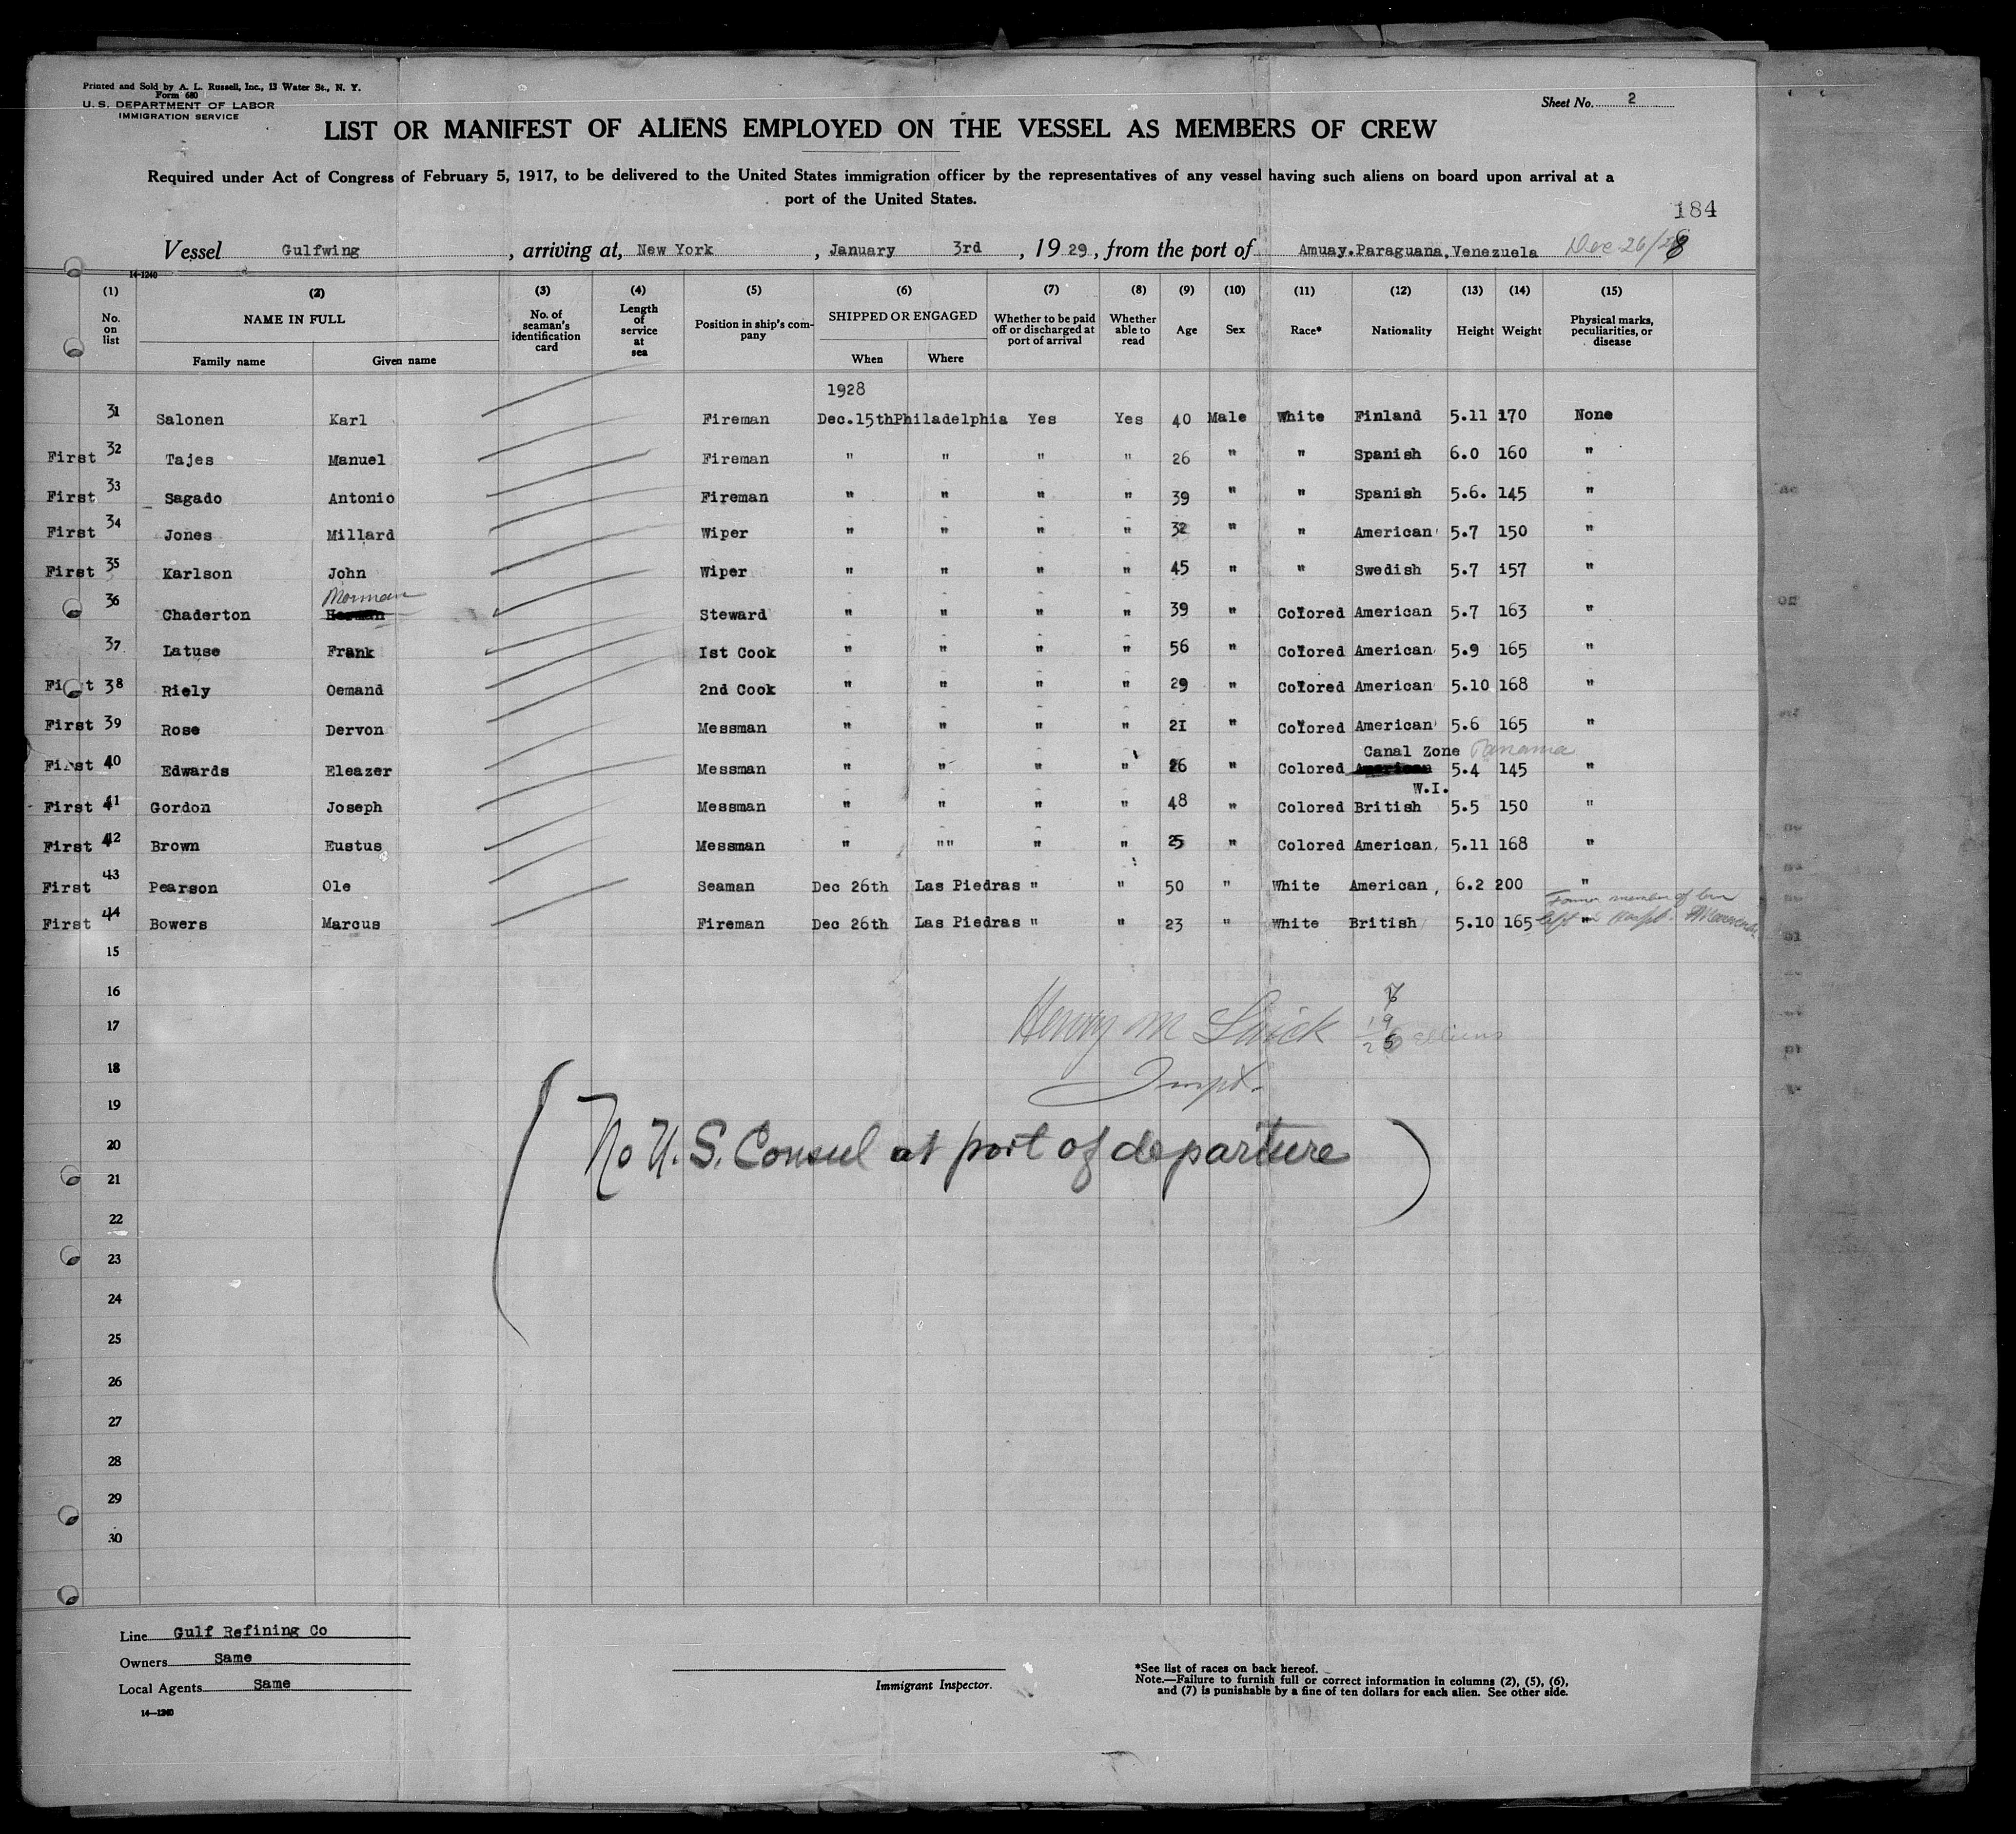 Printed and Sold by A. L. Russell, Inc., 13 Water St., N. Y.
Form 680
U. S. DEPARTMENT OF LABOR
IMMIGRATION SERVICE
Sheet No. 2
LIST OR MANIFEST OF ALIENS EMPLOYED ON THE VESSEL AS MEMBERS OF CREW
Required under Act of Congress of February 5, 1917, to be delivered to the United States immigration officer by the representatives of any vessel having such aliens on board upon arrival at a
port of the United States.
184
Vessel Gulfwing, arriving at, New York, January 3rd, 1929, from the port of Amuay.Paraguana,Venezuela Dec 26/28
14-1240
(1) (2) (3) (4) (5) (6) (7) (8) (9) (10) (11) (12) (13) (14) (15)
No. on list NAME IN FULL Family name Given name No. of seaman's identification card Length of service at sea Position in ship's company SHIPPED OR ENGAGED When Where Whether to be paid off or discharged at port of arrival Whether able to read Age Sex Race* Nationality Height Weight Physical marks, peculiarities, or disease
1928
31 Salonen Karl Fireman Dec.15th Philadelphia Yes Yes 40 Male White Finland 5.11 170 None
First 32 Tajes Manuel Fireman " " " " 26 " " Spanish 6.0 160 "
First 33 Sagado Antonio Fireman " " " " 39 " " Spanish 5.6. 145 "
First 34 Jones Millard Wiper " " " " 32 " " American 5.7 150 "
First 35 Karlson John Wiper " " " " 45 " " Swedish 5.7 157 "
Morman
36 Chaderton Herman Steward " " " " 39 " Colored American 5.7 163 "
37 Latuse Frank Ist Cook " " " " 56 " Colored American 5.9 165 "
First 38 Riely Oemand 2nd Cook " " " " 29 " Colored American 5.10 168 "
First 39 Rose Dervon Messman " " " " 21 " Colored American 5.6 165 "
Canal Zone Panama
First 40 Edwards Eleazer Messman " " " " 26 " Colored American 5.4 145 "
W.I.
First 41 Gordon Joseph Messman " " " " 48 " Colored British 5.5 150 "
First 42 Brown Eustus Messman " "" " " 25 " Colored American, 5.11 168 "
First 43 Pearson Ole Seaman Dec 26th Las Piedras " " 50 " White American, 6.2 200 "
Former member of
First 44 Bowers Marcus Fireman Dec 26th Las Piedras " " 23 " White British 5.10 165 "
15
16
17 Henry M
18
19
20 (No U.S. Consul at port of departure)
21
22
23
24
25
26
27
28
29
30
Line Gulf Refining Co
Owners Same
Local Agents Same
14—1240
Immigrant Inspector.
*See list of races on back hereof.
Note.—Failure to furnish full or correct information in columns (2), (5), (6),
and (7) is punishable by a fine of ten dollars for each alien. See other side.